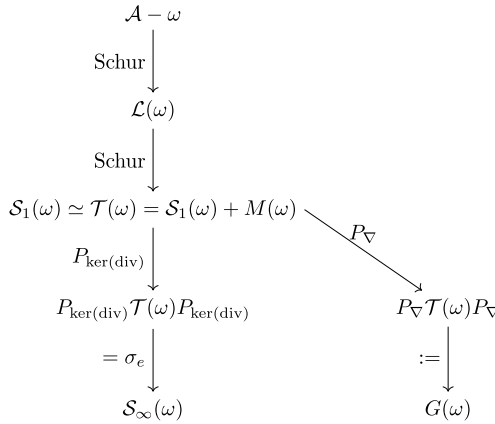 𝒜 − ω
Schur
ℒ(ω)
Schur
𝒮₁(ω) ≃ 𝒯(ω) = 𝒮₁(ω) + M(ω)
P_∇
P_ker(div)
P_ker(div)𝒯(ω)P_ker(div) P_∇𝒯(ω)P_∇
= σ_e :=
𝒮_∞(ω) G(ω)